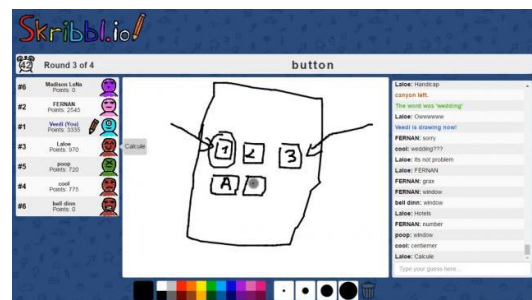 Skribbl.io!
42
Round 3 of 4
button
#6 Madison LeNa
Points: 0
#2 FERNAN
Points: 2545
#1 Veedi (You)
Points: 3335
#3 Laloe
Points: 970
#5 poop
Points: 720
#4 cool
Points: 775
#6 bell dinn
Points: 0
Calcule
1 2 3
A
Laloe: Handicap
canyon left.
The word was 'wedding'
Laloe: Owwwwww
Veedi is drawing now!
FERNAN: sorry
cool: wedding???
Laloe: its not problem
Laloe: FERNAN
FERNAN: grax
FERNAN: window
bell dinn: window
Laloe: Hotels
FERNAN: number
poop: window
cool: centiemer
Laloe: Calcule
Type your guess here...